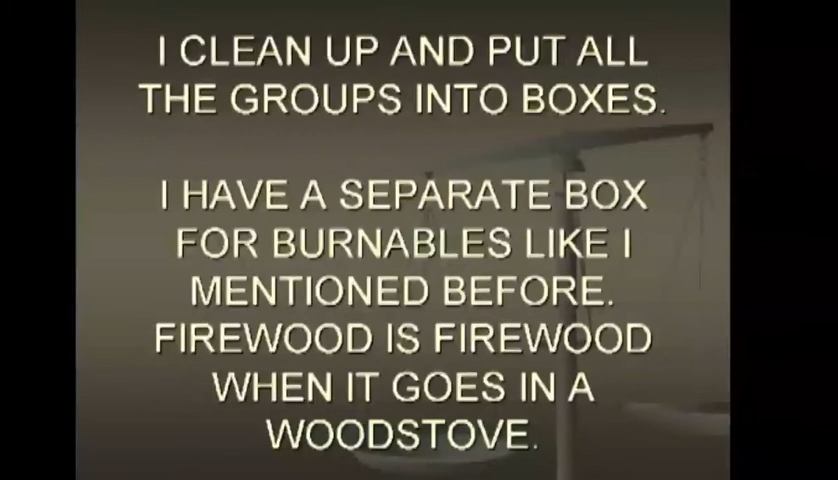 I CLEAN UP AND PUT ALL
THE GROUPS INTO BOXES.
I HAVE A SEPARATE BOX
FOR BURNABLES LIKE I
MENTIONED BEFORE.
FIREWOOD IS FIREWOOD
WHEN IT GOES IN A
WOODSTOVE.